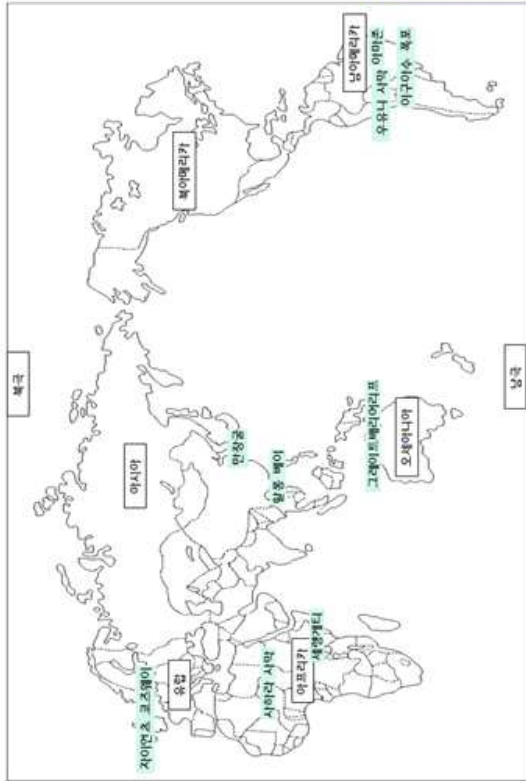 북극
자이언츠 코즈웨이
유럽
아시아
북아메리카
사하라 사막
아프리카
세렝게티
만장굴
할롱 베이
그레이트배리어리프
오세아니아
남아메리카
아마존
우유니 사막
이구아수 폭포
남극